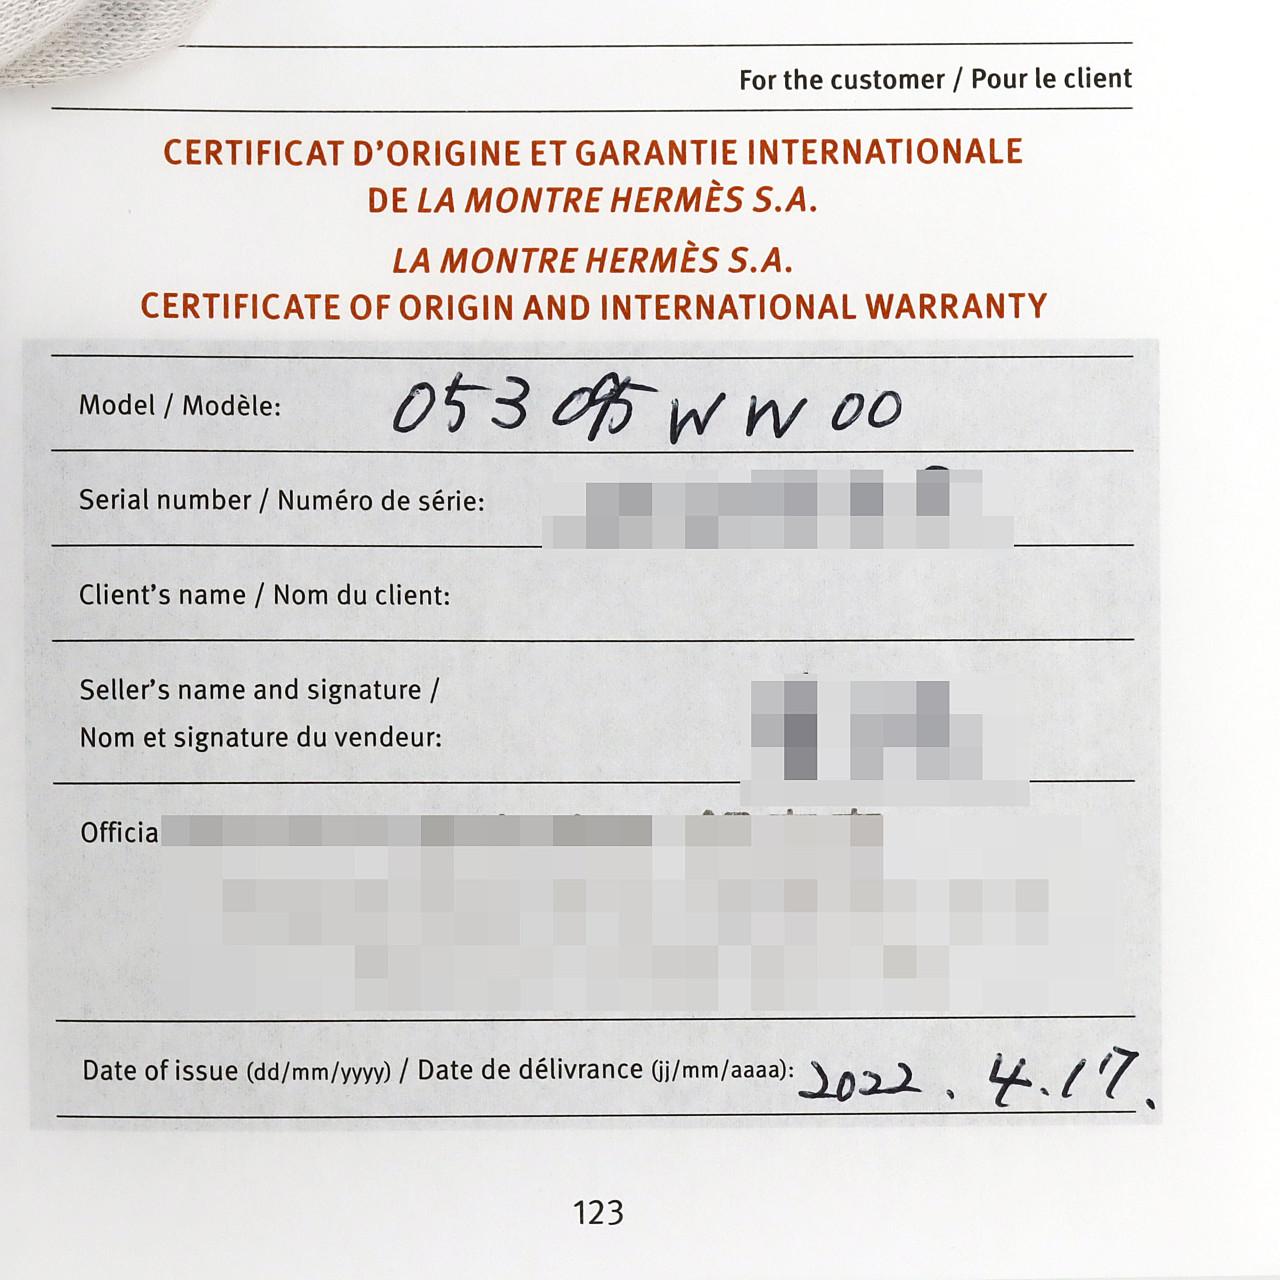 For the customer / Pour le client
CERTIFICAT D'ORIGINE ET GARANTIE INTERNATIONALE
DE LA MONTRE HERMÈS S.A.
LA MONTRE HERMÈS S.A.
CERTIFICATE OF ORIGIN AND INTERNATIONAL WARRANTY
Model / Modèle: 053095WW00
Serial number / Numéro de série:
Client's name / Nom du client:
Seller's name and signature /
Nom et signature du vendeur:
Officia
Date of issue (dd/mm/yyyy) / Date de délivrance (jj/mm/aaaa): 2022.4.17.
123